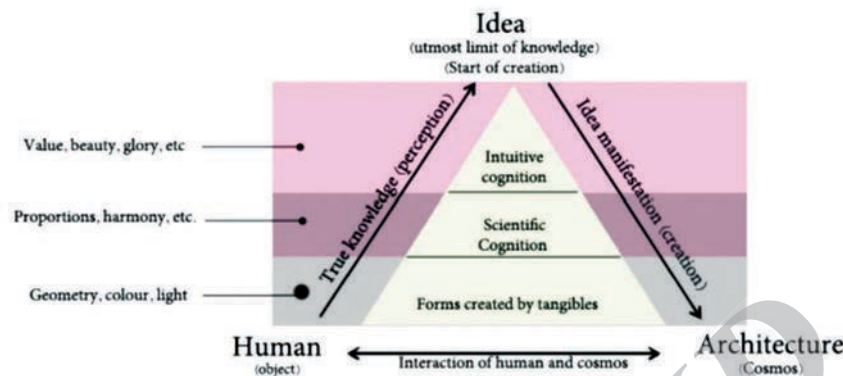 Idea
(utmost limit of knowledge)
(Start of creation)
Value, beauty, glory, etc
Proportions, harmony, etc.
Geometry, colour, light
True knowledge (perception)
Idea manifestation (creation)
Intuitive
cognition
Scientific
Cognition
Forms created by tangibles
Human
(object)
Interaction of human and cosmos
Architecture
(Cosmos)